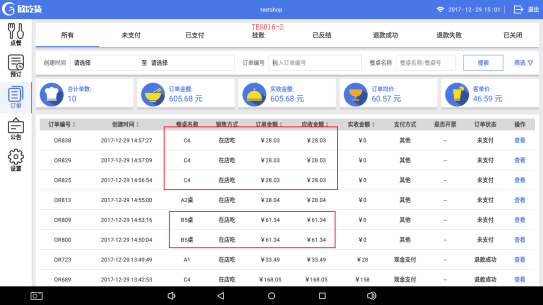 欣吃货
testshop
2017-12-29 15:01
退出
点餐
预订
订单
公告
设置
TE5016-2
所有 未支付 已支付 挂账 已反结 退款成功 退款失败 已关闭
创建时间 请选择 至 请选择 订单编号 输入订单编号 餐桌名称 餐桌名称/餐桌号 搜索 筛选
合计单数: 10
订单金额: 605.68 元
实收金额: 605.68 元
订单均价: 60.57 元
客单价: 46.59 元
订单编号 创建时间 餐桌名称 销售方式 订单金额 应收金额 实收金额 支付方式 是否开票 订单状态 操作
OR838 2017-12-29 14:57:27 C4 在店吃 ￥28.03 ￥28.03 ￥0 其他 -- 未支付 查看
OR829 2017-12-29 14:57:09 C4 在店吃 ￥28.03 ￥28.03 ￥0 其他 -- 未支付 查看
OR825 2017-12-29 14:56:54 C4 在店吃 ￥28.03 ￥28.03 ￥0 其他 -- 未支付 查看
OR813 2017-12-29 14:55:00 A2桌 在店吃 ￥28.04 ￥28.04 ￥0 其他 -- 未支付 查看
OR809 2017-12-29 14:53:16 B5桌 在店吃 ￥61.34 ￥61.34 ￥0 其他 -- 未支付 查看
OR800 2017-12-29 14:50:04 B5桌 在店吃 ￥61.34 ￥61.34 ￥0 其他 -- 未支付 查看
OR723 2017-12-29 13:49:49 A1 在店吃 ￥33.49 ￥33.49 ￥28 现金支付 -- 退款成功 查看
OR689 2017-12-29 13:42:53 C4 在店吃 ￥168.05 ￥168.05 ￥158 现金支付 -- 退款成功 查看